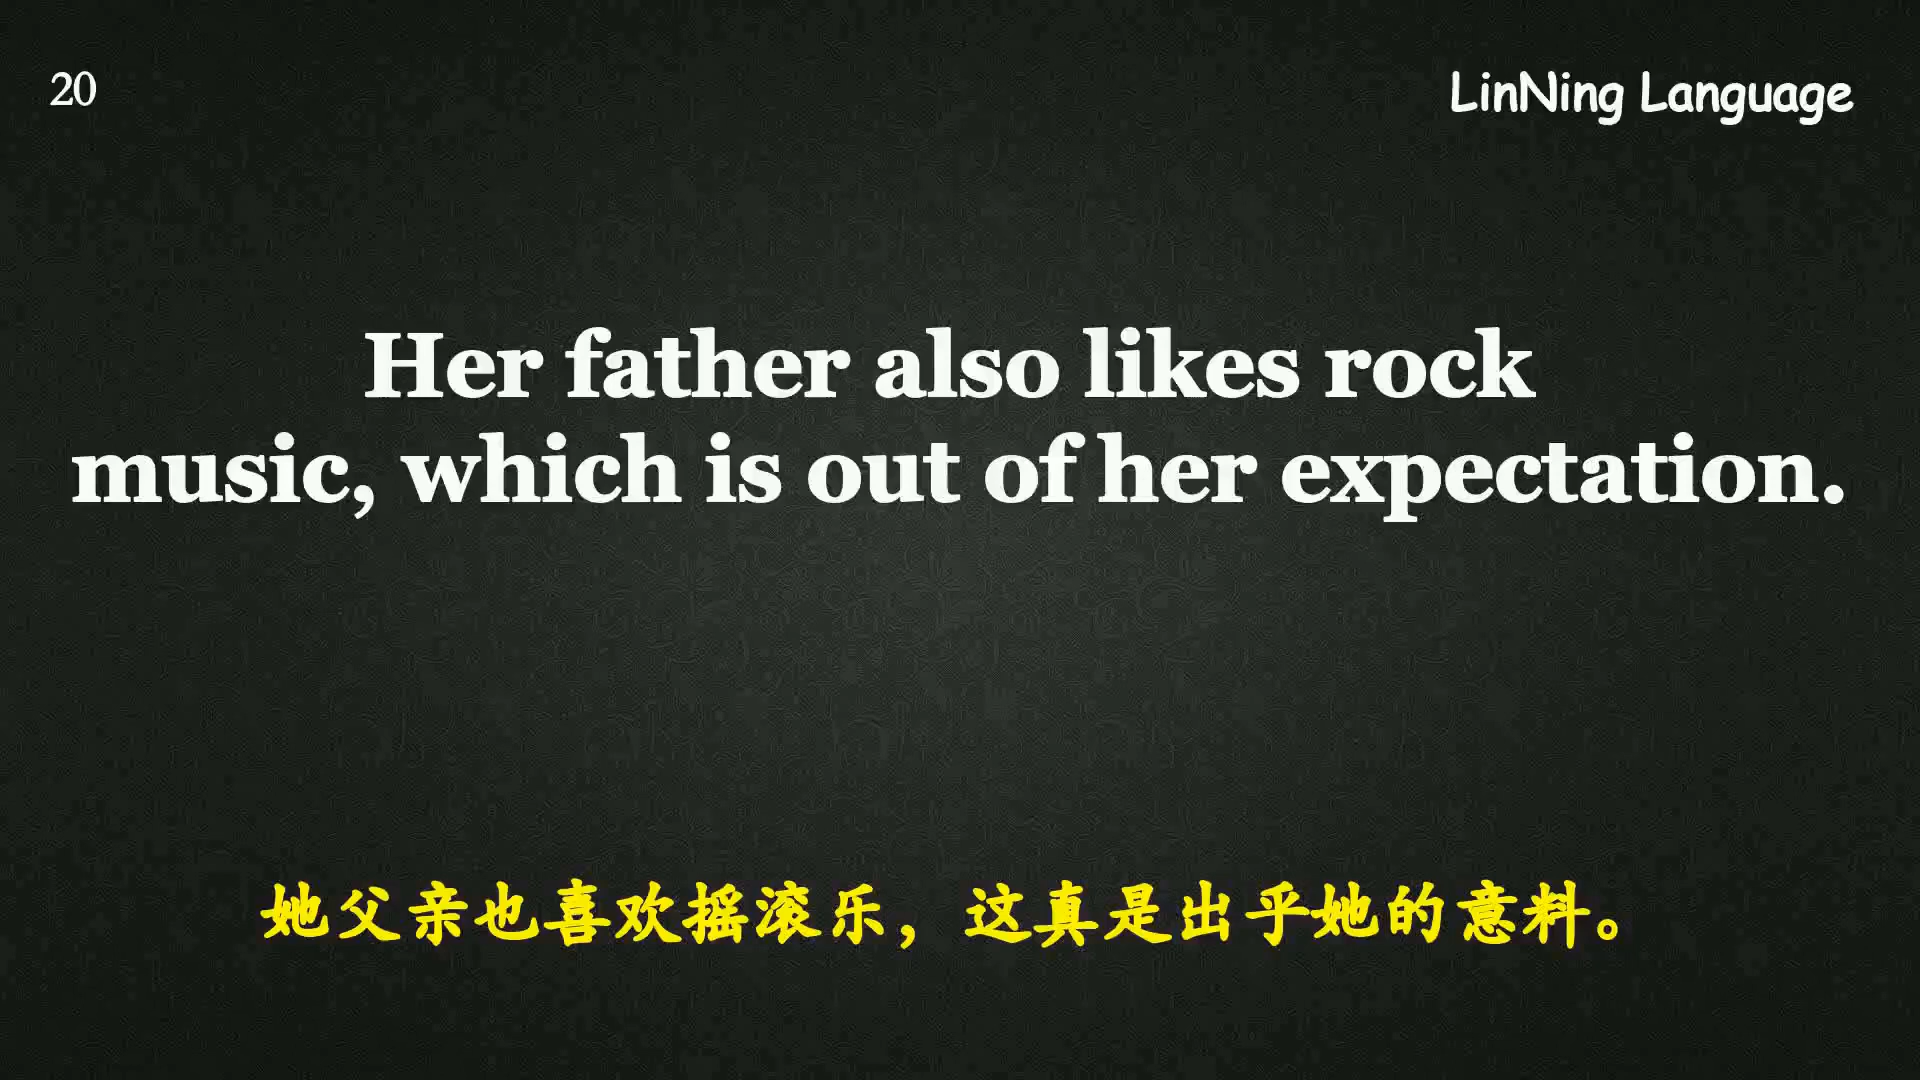 20
LinNing Language
Her father also likes rock
music, which is out of her expectation.
她父亲也喜欢摇滚乐，这真是出乎她的意料。